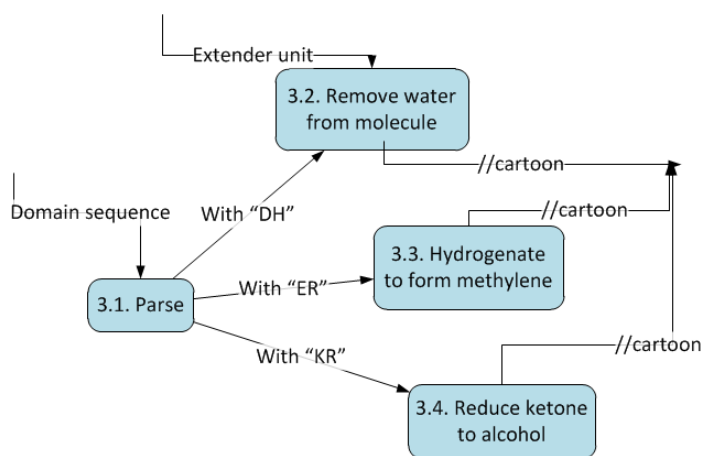 Extender unit
3.2. Remove water
from molecule
//cartoon
Domain sequence
With “DH”
//cartoon
3.3. Hydrogenate
to form methylene
With “ER”
3.1. Parse
With “KR”
//cartoon
3.4. Reduce ketone
to alcohol